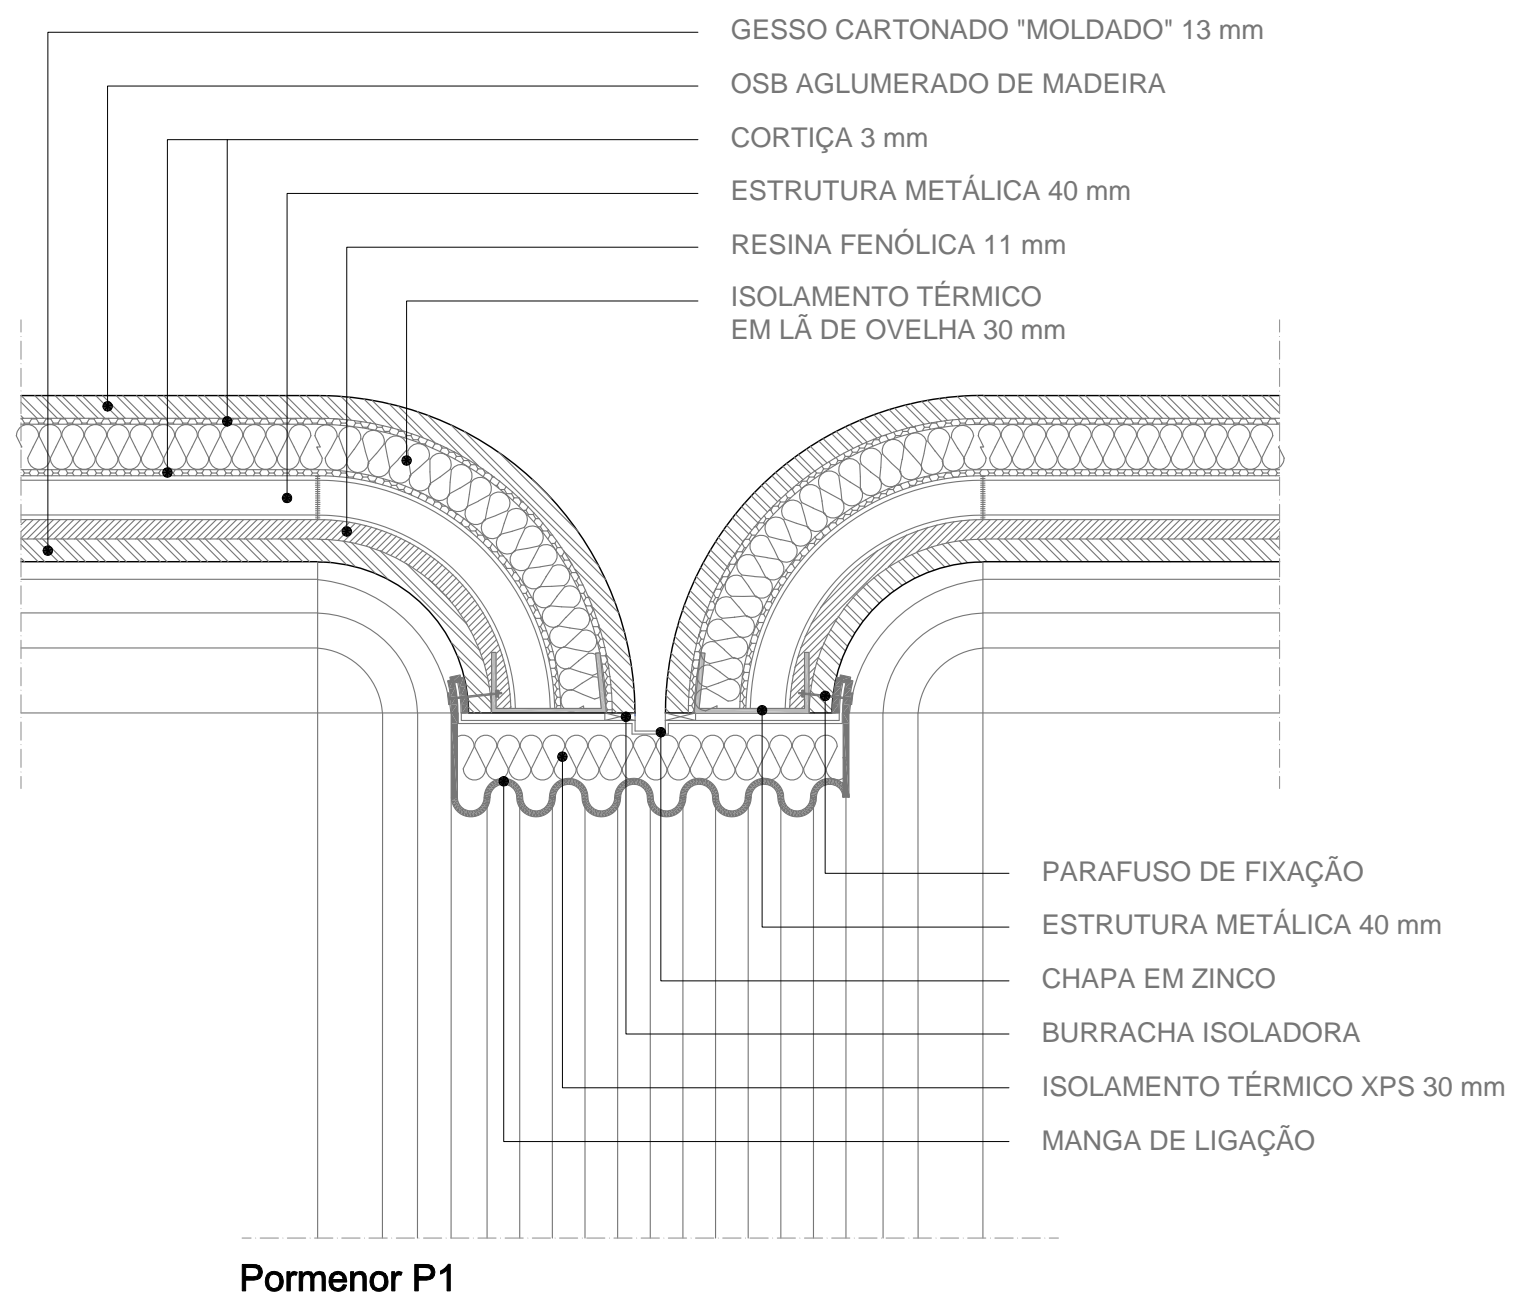 GESSO CARTONADO "MOLDADO" 13 mm
OSB AGLUMERADO DE MADEIRA
CORTIÇA 3 mm
ESTRUTURA METÁLICA 40 mm
RESINA FENÓLICA 11 mm
ISOLAMENTO TÉRMICO
EM LÃ DE OVELHA 30 mm
PARAFUSO DE FIXAÇÃO
ESTRUTURA METÁLICA 40 mm
CHAPA EM ZINCO
BURRACHA ISOLADORA
ISOLAMENTO TÉRMICO XPS 30 mm
MANGA DE LIGAÇÃO
Pormenor P1